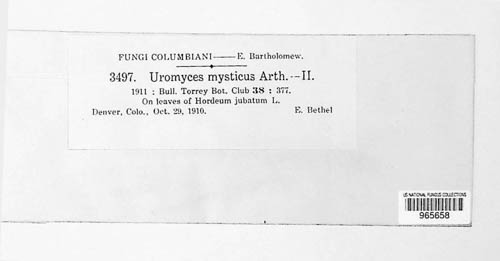 FUNGI COLUMBIANI——E. Bartholomew.
3497. Uromyces mysticus Arth.--II.
1911 : Bull. Torrey Bot. Club 38 : 377.
On leaves of Hordeum jubatum L.
Denver, Colo., Oct. 29, 1910. E. Bethel
US NATIONAL FUNGUS COLLECTIONS
965658